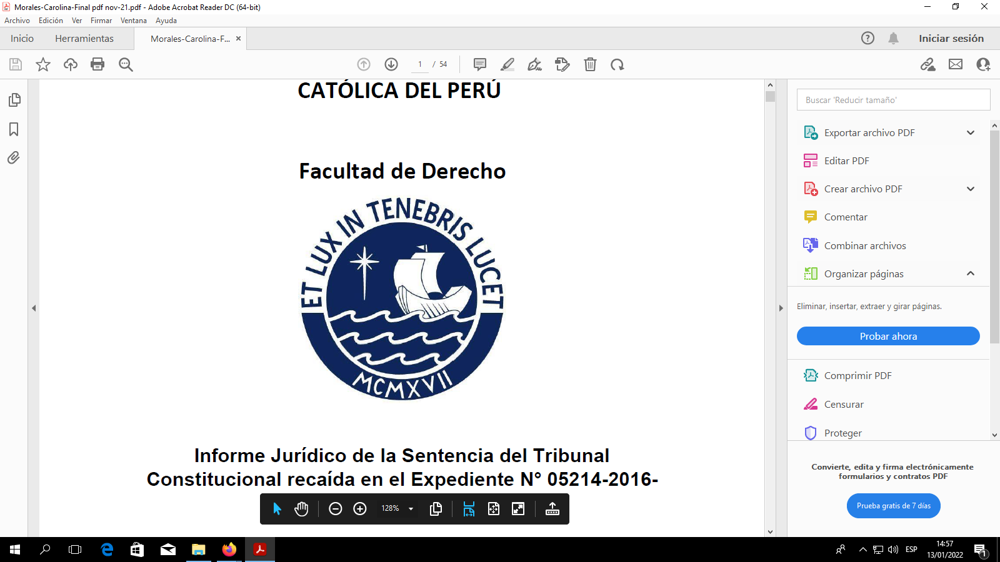 Morales-Carolina-Final pdf nov-21.pdf - Adobe Acrobat Reader DC (64-bit)
Archivo Edición Ver Firmar Ventana Ayuda
Inicio Herramientas Morales-Carolina-F... × Iniciar sesión
1 / 54
CATÓLICA DEL PERÚ
Facultad de Derecho
ET LUX IN TENEBRIS LUCET
MCMXVII
Informe Jurídico de la Sentencia del Tribunal
Constitucional recaída en el Expediente N° 05214-2016-
128%
Buscar 'Reducir tamaño'
Exportar archivo PDF
Editar PDF
Crear archivo PDF
Comentar
Combinar archivos
Organizar páginas
Eliminar, insertar, extraer y girar páginas.
Probar ahora
Comprimir PDF
Censurar
Proteger
Convierte, edita y firma electrónicamente
formularios y contratos PDF
Prueba gratis de 7 días
ESP
14:57
13/01/2022
1